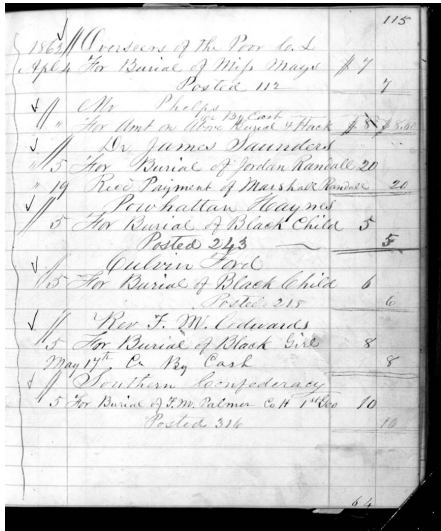 115
1862 // Overseers of the Poor Co. L
Apl 4 For Burial of Miss Mays $ 7
Posted 112 7
// Mr Phelps
By Cash
" For Amt on Above Burial & Hack $ 8
// Dr James Saunders
" 5 For Burial of Jordan Randall 20
" 19 Recd Payment of Marshall Randall 20
// Powhattan Haynes
5 For Burial of Black Child 5
Posted 243 5
// Culvin Ford
5 For Burial of Black Child 6
Posted 218 6
// Rev T. W. Edwards
5 For Burial of Black Girl 8
May 17th Cr By Cash 8
// Southern Confederacy
5 For Burial of F. M. Palmer Co H 1st Geo 10
Posted 316 10
64